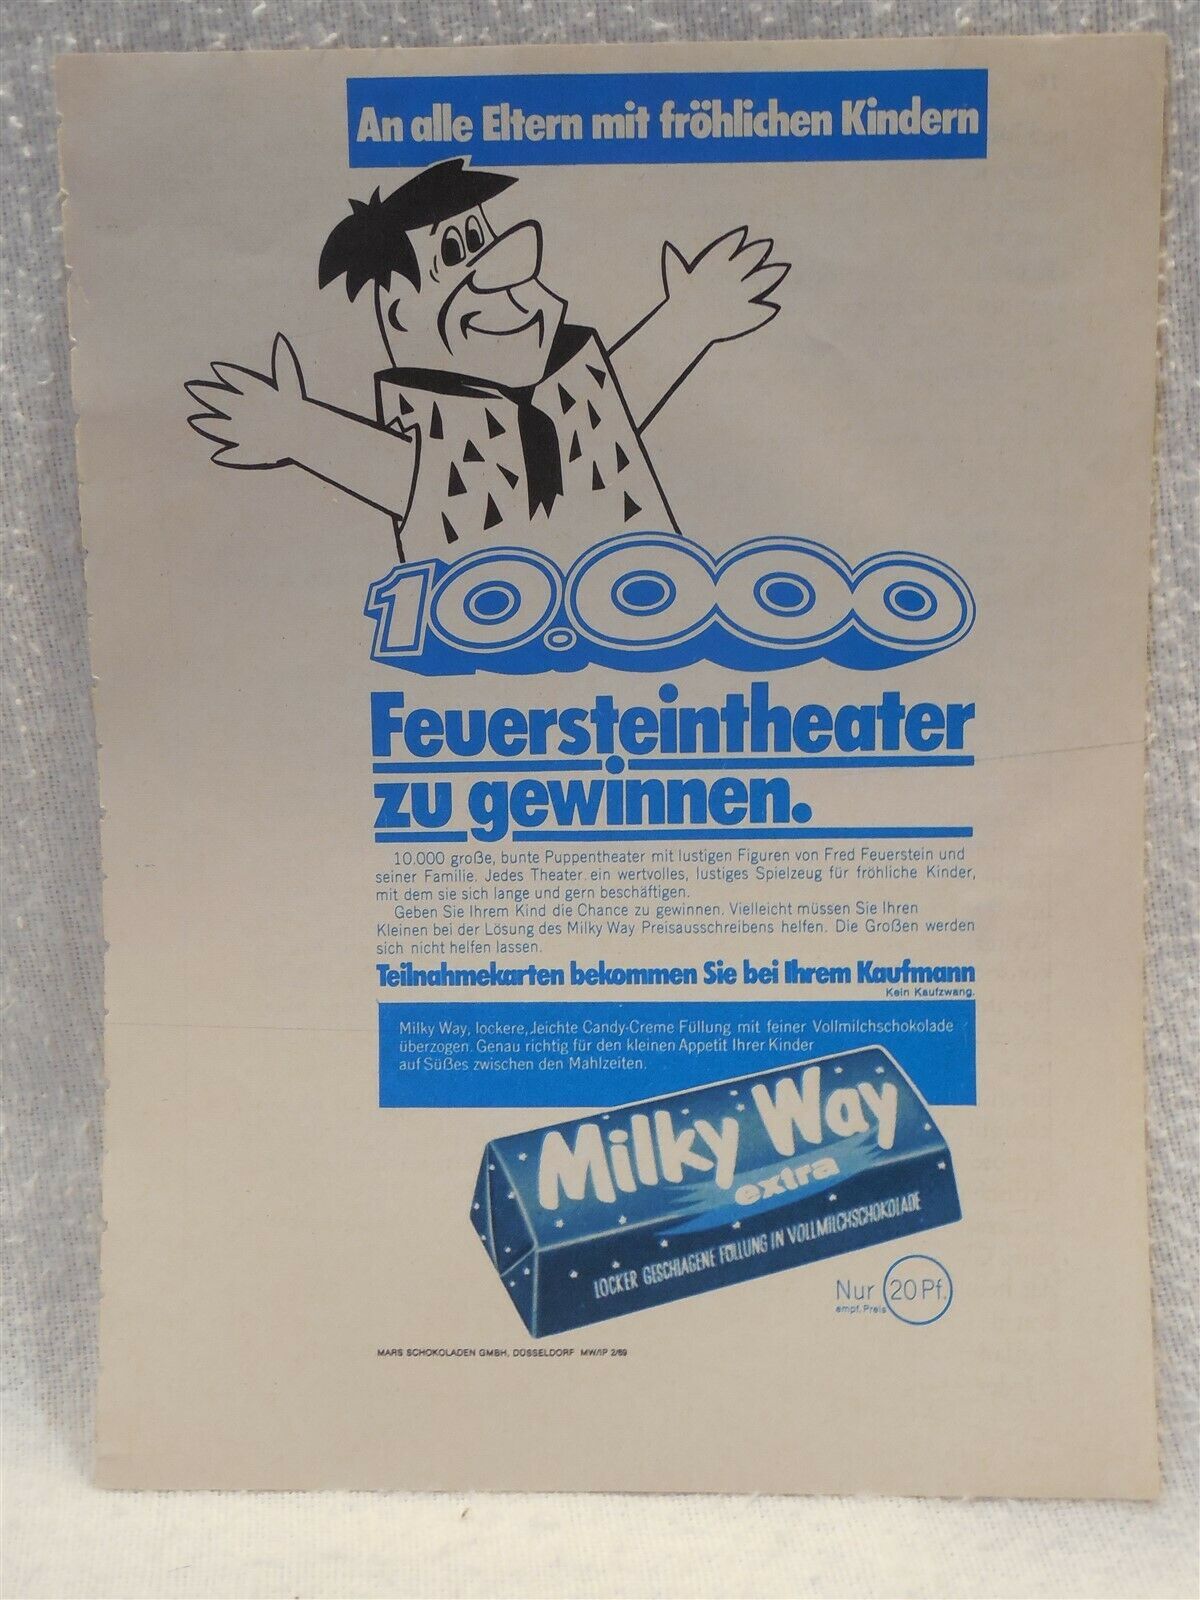 An alle Eltern mit fröhlichen Kindern
10.000
Feuersteintheater
zu gewinnen.
10.000 große, bunte Puppentheater mit lustigen Figuren von Fred Feuerstein und
seiner Familie. Jedes Theater ein wertvolles, lustiges Spielzeug für fröhliche Kinder,
mit dem sie sich lange und gern beschäftigen.
Geben Sie Ihrem Kind die Chance zu gewinnen. Vielleicht müssen Sie Ihren
Kleinen bei der Lösung des Milky Way Preisausschreibens helfen. Die Großen werden
sich nicht helfen lassen.
Teilnahmekarten bekommen Sie bei Ihrem Kaufmann
Kein Kaufzwang.
Milky Way, lockere, leichte Candy-Creme Füllung mit feiner Vollmilchschokolade
überzogen. Genau richtig für den kleinen Appetit Ihrer Kinder
auf Süßes zwischen den Mahlzeiten.
Milky Way
extra
LOCKER GESCHLAGENE FÜLLUNG IN VOLLMILCHSCHOKOLADE
Nur 20 Pf.
empf. Preis
MARS SCHOKOLADEN GMBH, DÜSSELDORF MW/IP 2/69